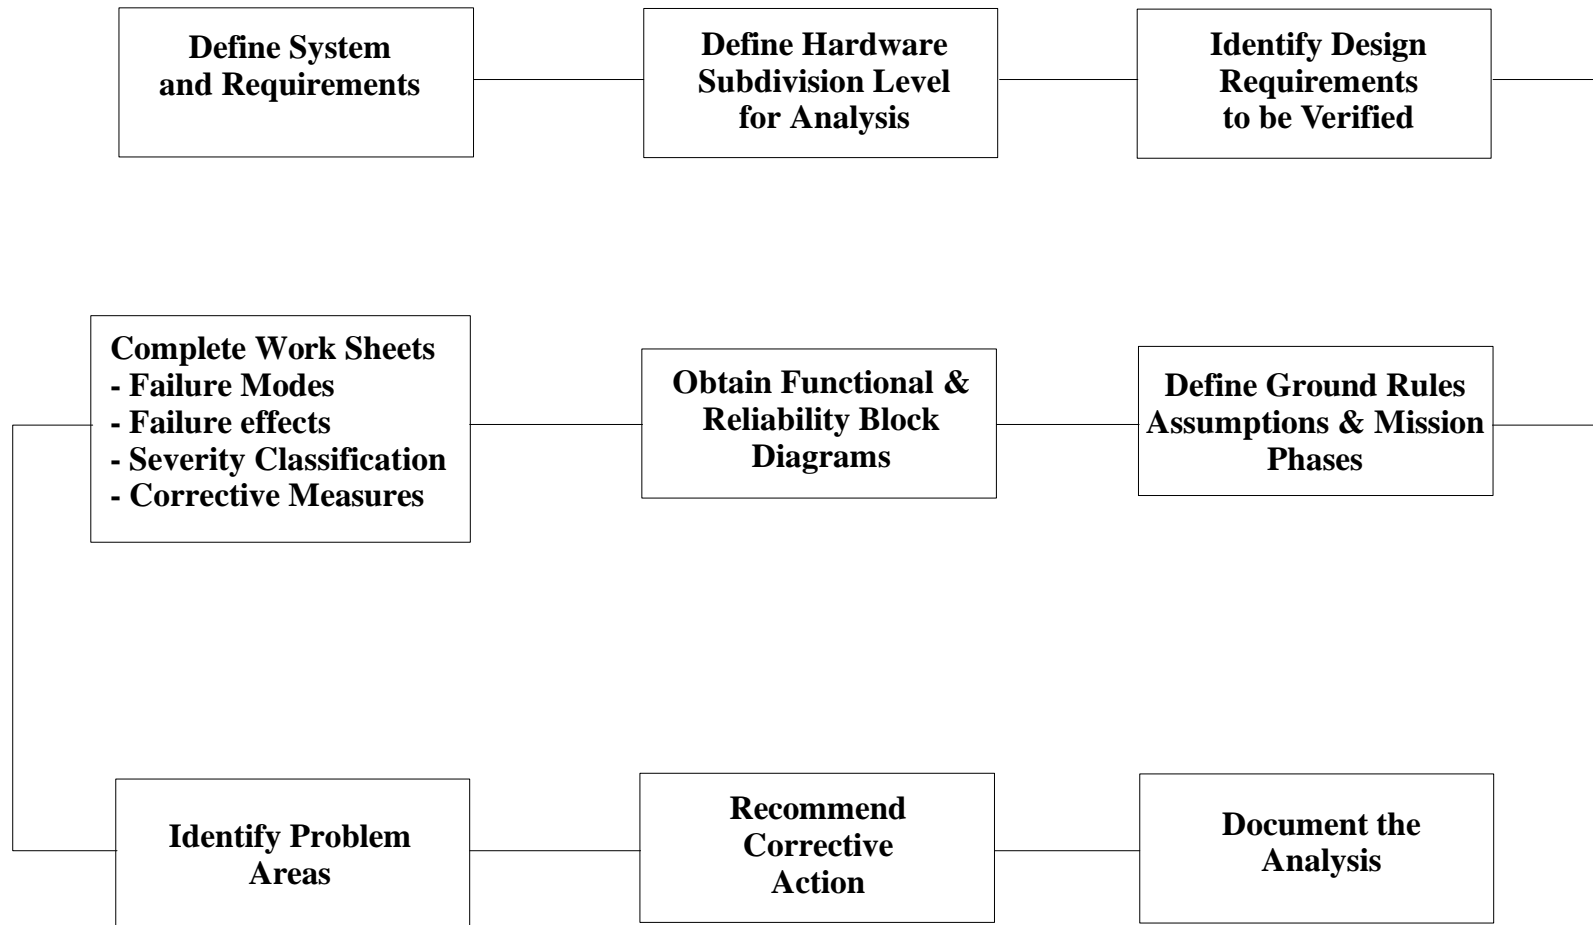 Define System
and Requirements
Define Hardware
Subdivision Level
for Analysis
Identify Design
Requirements
to be Verified
Complete Work Sheets
- Failure Modes
- Failure effects
- Severity Classification
- Corrective Measures
Obtain Functional &
Reliability Block
Diagrams
Define Ground Rules
Assumptions & Mission
Phases
Identify Problem
Areas
Recommend
Corrective
Action
Document the
Analysis